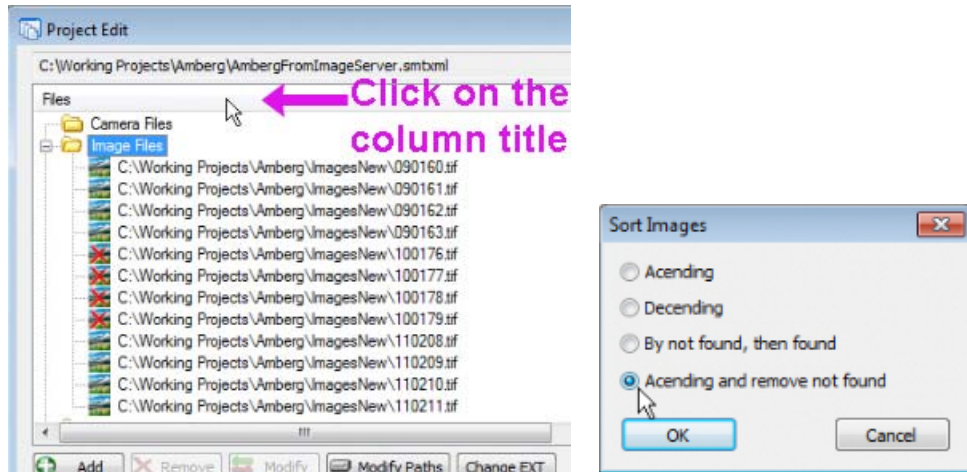 Project Edit
C:\Working Projects\Amberg\AmbergFromImageServer.smtxml
Files
Click on the
column title
Camera Files
Image Files
C:\Working Projects\Amberg\ImagesNew\090160.tif
C:\Working Projects\Amberg\ImagesNew\090161.tif
C:\Working Projects\Amberg\ImagesNew\090162.tif
C:\Working Projects\Amberg\ImagesNew\090163.tif
C:\Working Projects\Amberg\ImagesNew\100176.tif
C:\Working Projects\Amberg\ImagesNew\100177.tif
C:\Working Projects\Amberg\ImagesNew\100178.tif
C:\Working Projects\Amberg\ImagesNew\100179.tif
C:\Working Projects\Amberg\ImagesNew\110208.tif
C:\Working Projects\Amberg\ImagesNew\110209.tif
C:\Working Projects\Amberg\ImagesNew\110210.tif
C:\Working Projects\Amberg\ImagesNew\110211.tif
Add Remove Modify Modify Paths Change EXT
Sort Images
Acending
Decending
By not found, then found
Acending and remove not found
OK Cancel